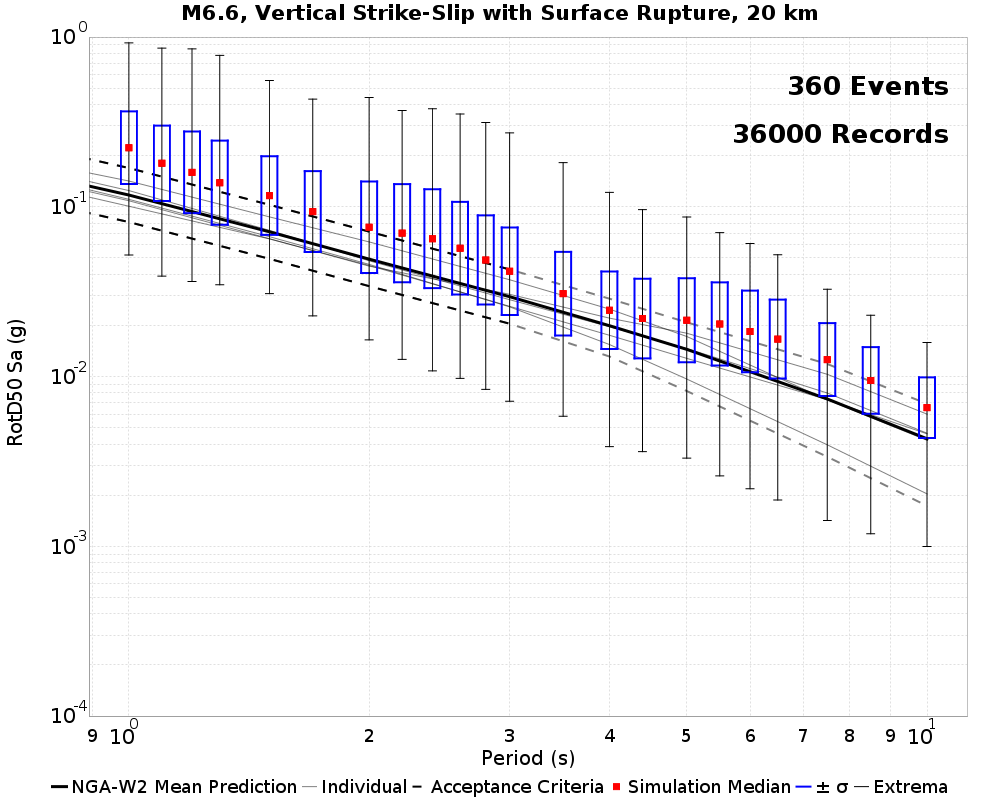 M6.6, Vertical Strike-Slip with Surface Rupture, 20 km
360 Events
36000 Records
10^0
10^-1
10^-2
10^-3
10^-4
RotD50 Sa (g)
9 10^0 2 3 4 5 6 7 8 9 10^1
Period (s)
NGA-W2 Mean Prediction Individual Acceptance Criteria Simulation Median ± σ Extrema